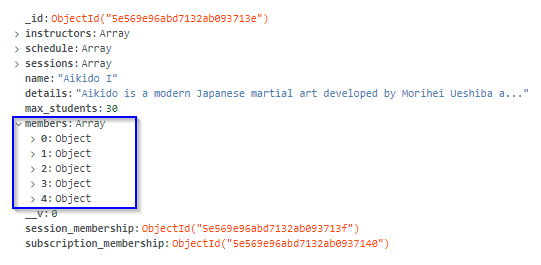 _id: ObjectId("5e569e96abd7132ab093713e")
> instructors: Array
> schedule: Array
> sessions: Array
name: "Aikido I"
details: "Aikido is a modern Japanese martial art developed by Morihei Ueshiba a..."
max_students: 30
members: Array
> 0: Object
> 1: Object
> 2: Object
> 3: Object
> 4: Object
__v: 0
session_membership: ObjectId("5e569e96abd7132ab093713f")
subscription_membership: ObjectId("5e569e96abd7132ab0937140")